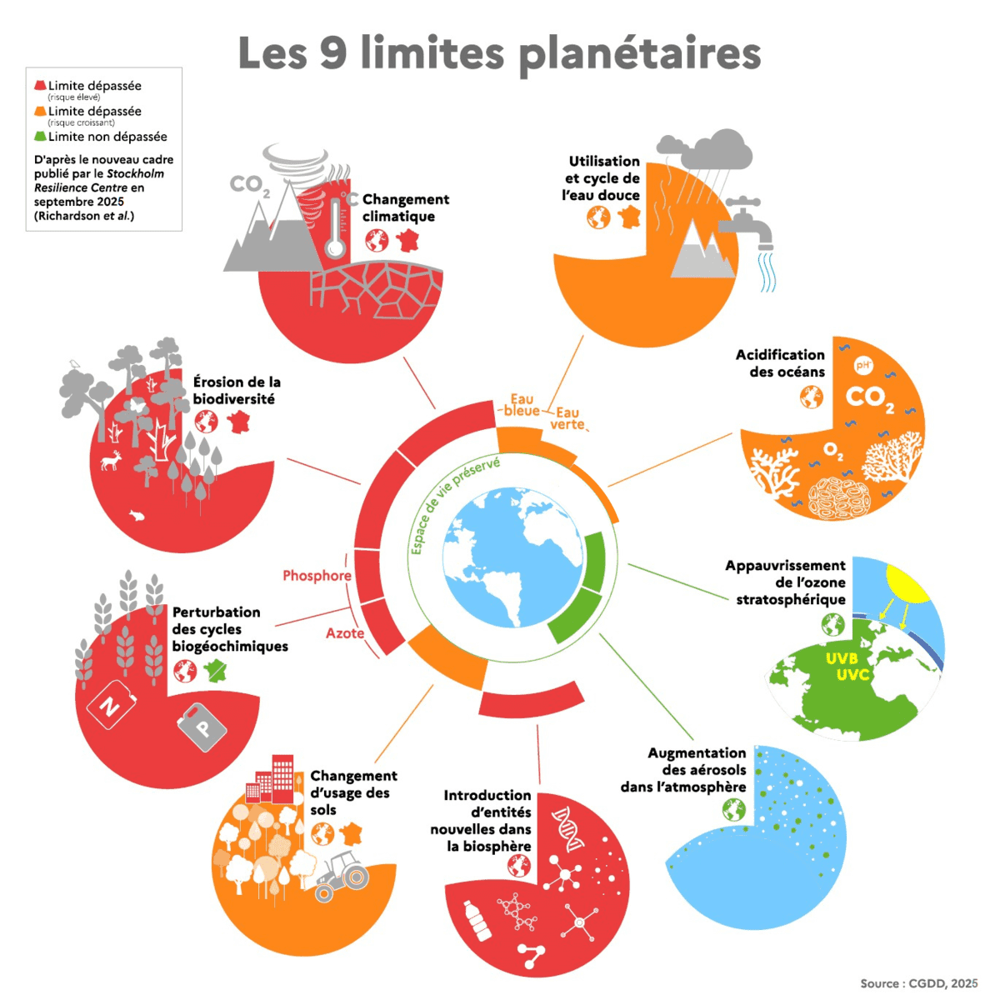 Les 9 limites planétaires
Limite dépassée
(risque élevé)
Limite dépassée
(risque croissant)
Limite non dépassée
D'après le nouveau cadre
publié par le Stockholm
Resilience Centre en
septembre 2025
(Richardson et al.)
CO2
°C
Changement
climatique
Utilisation
et cycle de
l'eau douce
Acidification
des océans
pH-
CO2
O2
Érosion de la
biodiversité
Eau
bleue
Eau
verte
Espace de vie préservé
Appauvrissement
de l'ozone
stratosphérique
UVB
UVC
Phosphore
Azote
Perturbation
des cycles
biogéochimiques
N
P
Augmentation
des aérosols
dans l'atmosphère
Changement
d'usage des
sols
Introduction
d'entités
nouvelles dans
la biosphère
Source : CGDD, 2025